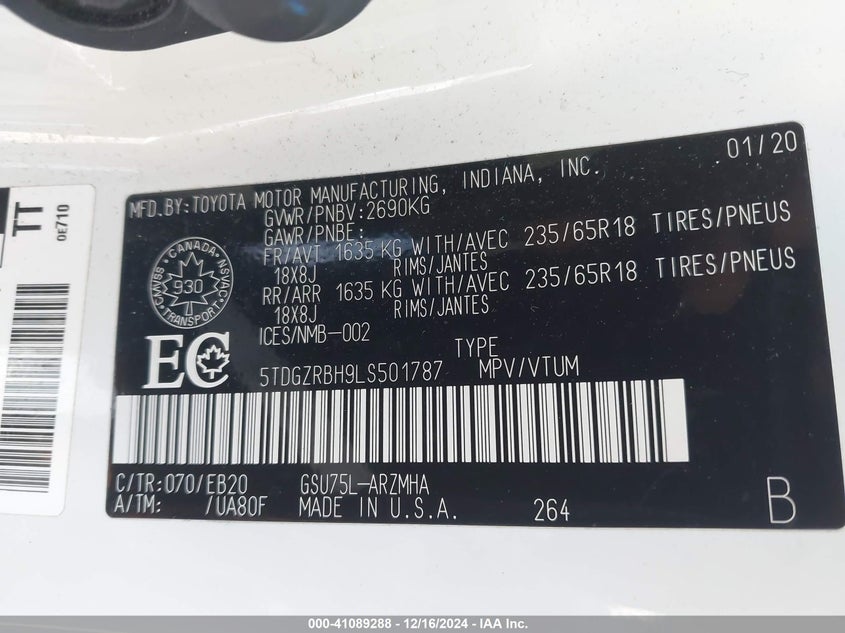 TT
0E710
01/20
MFD.BY:TOYOTA MOTOR MANUFACTURING, INDIANA, INC.
GVWR/PNBV:2690KG
GAWR/PNBE:
FR/AVT 1635 KG WITH/AVEC 235/65R18 TIRES/PNEUS
18X8J RIMS/JANTES
RR/ARR 1635 KG WITH/AVEC 235/65R18 TIRES/PNEUS
18X8J RIMS/JANTES
ICES/NMB-002
CANADA
CMVSS NSVAC
930
TRANSPORT
EC
TYPE
5TDGZRBH9LS501787 MPV/VTUM
C/TR:070/EB20 GSU75L-ARZMHA
A/TM: /UA80F MADE IN U.S.A. 264
B
000-41089288 - 12/16/2024 - IAA Inc.